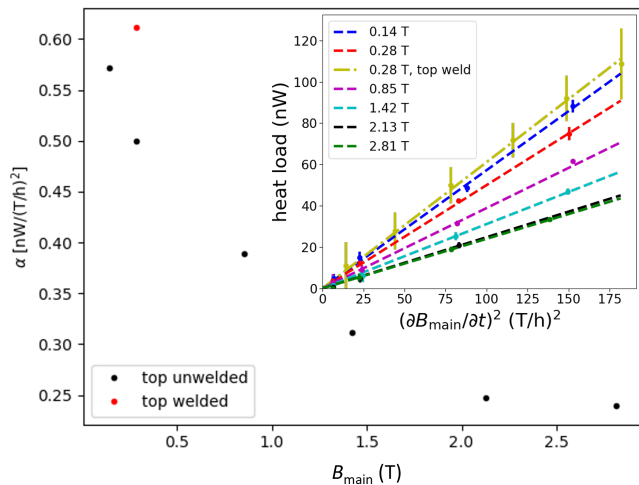 0.60
0.55
0.50
0.45
0.40
0.35
0.30
0.25
α [nW/(T/h)²]
0.5
1.0
1.5
2.0
2.5
B_main (T)
top unwelded
top welded
120
100
80
60
40
20
0
heat load (nW)
0
25
50
75
100
125
150
175
(∂B_main/∂t)² (T/h)²
0.14 T
0.28 T
0.28 T, top weld
0.85 T
1.42 T
2.13 T
2.81 T